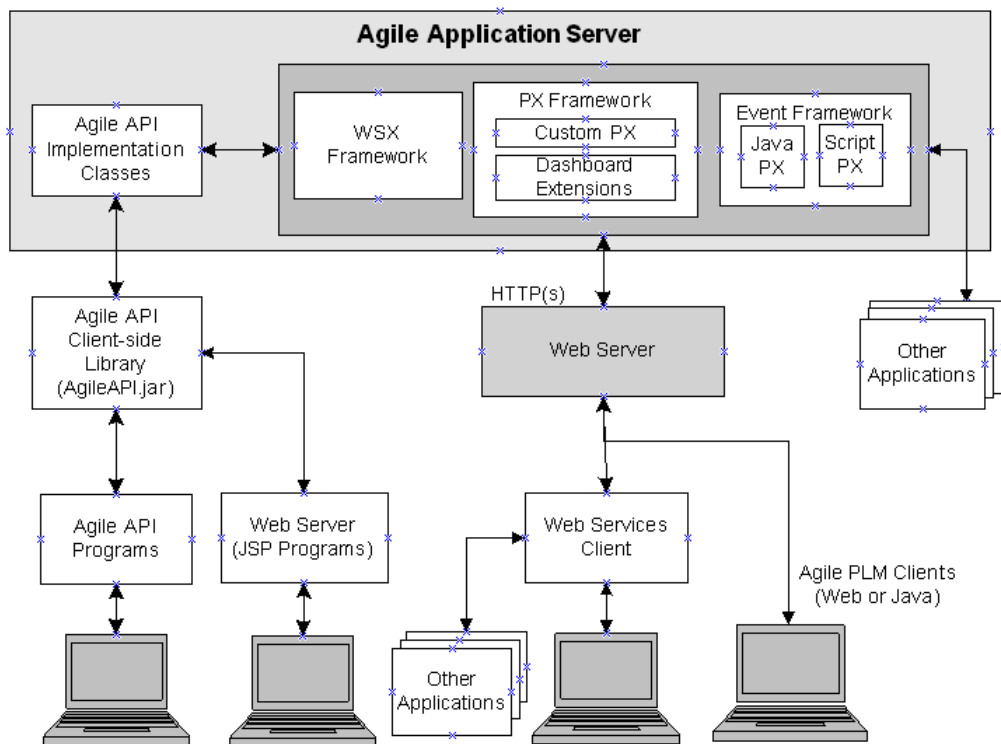 Agile Application Server
Agile API
Implementation
Classes
WSX
Framework
PX Framework
Custom PX
Dashboard
Extensions
Event Framework
Java
PX
Script
PX
Agile API
Client-side
Library
(AgileAPI.jar)
HTTP(s)
Web Server
Other
Applications
Agile API
Programs
Web Server
(JSP Programs)
Web Services
Client
Agile PLM Clients
(Web or Java)
Other
Applications